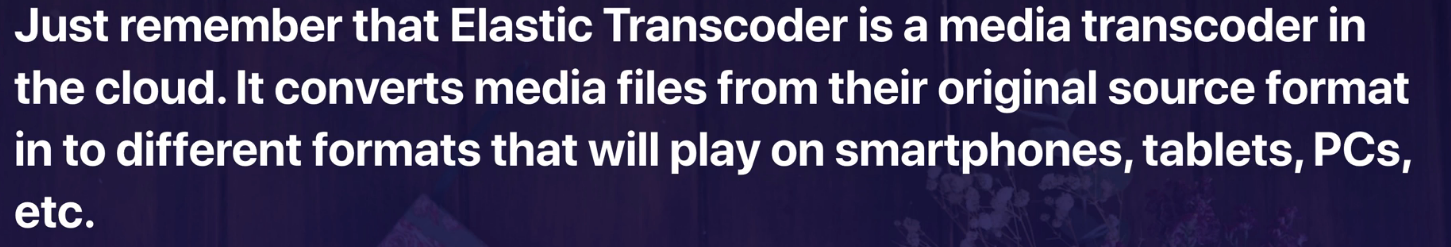 Just remember that Elastic Transcoder is a media transcoder in
the cloud. It converts media files from their original source format
in to different formats that will play on smartphones, tablets, PCs,
etc.